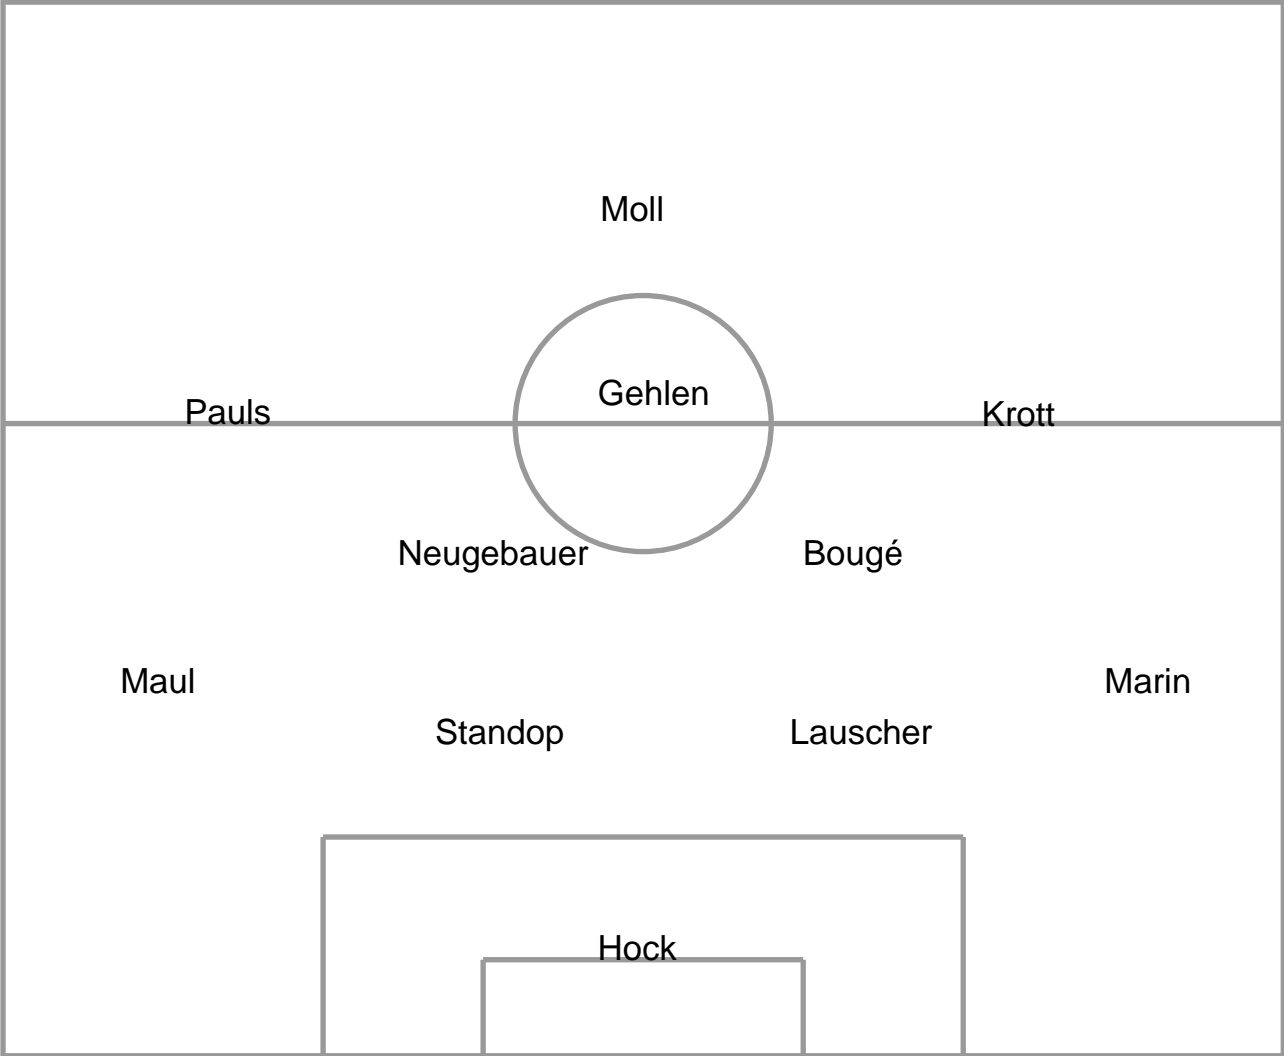 Moll
Gehlen
Pauls
Krott
Neugebauer
Bougé
Maul
Marin
Standop
Lauscher
Hock